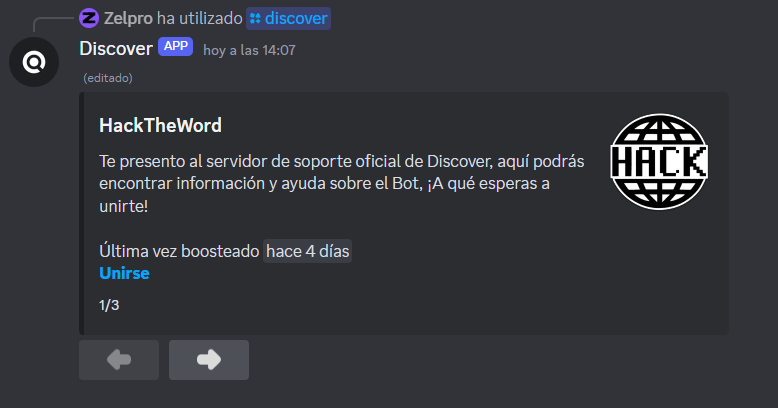 Zelpro ha utilizado discover
Discover APP hoy a las 14:07
(editado)
HackTheWord
Te presento al servidor de soporte oficial de Discover, aquí podrás
encontrar información y ayuda sobre el Bot, ¡A qué esperas a
unirte!
HACK
Última vez boosteado hace 4 días
Unirse
1/3